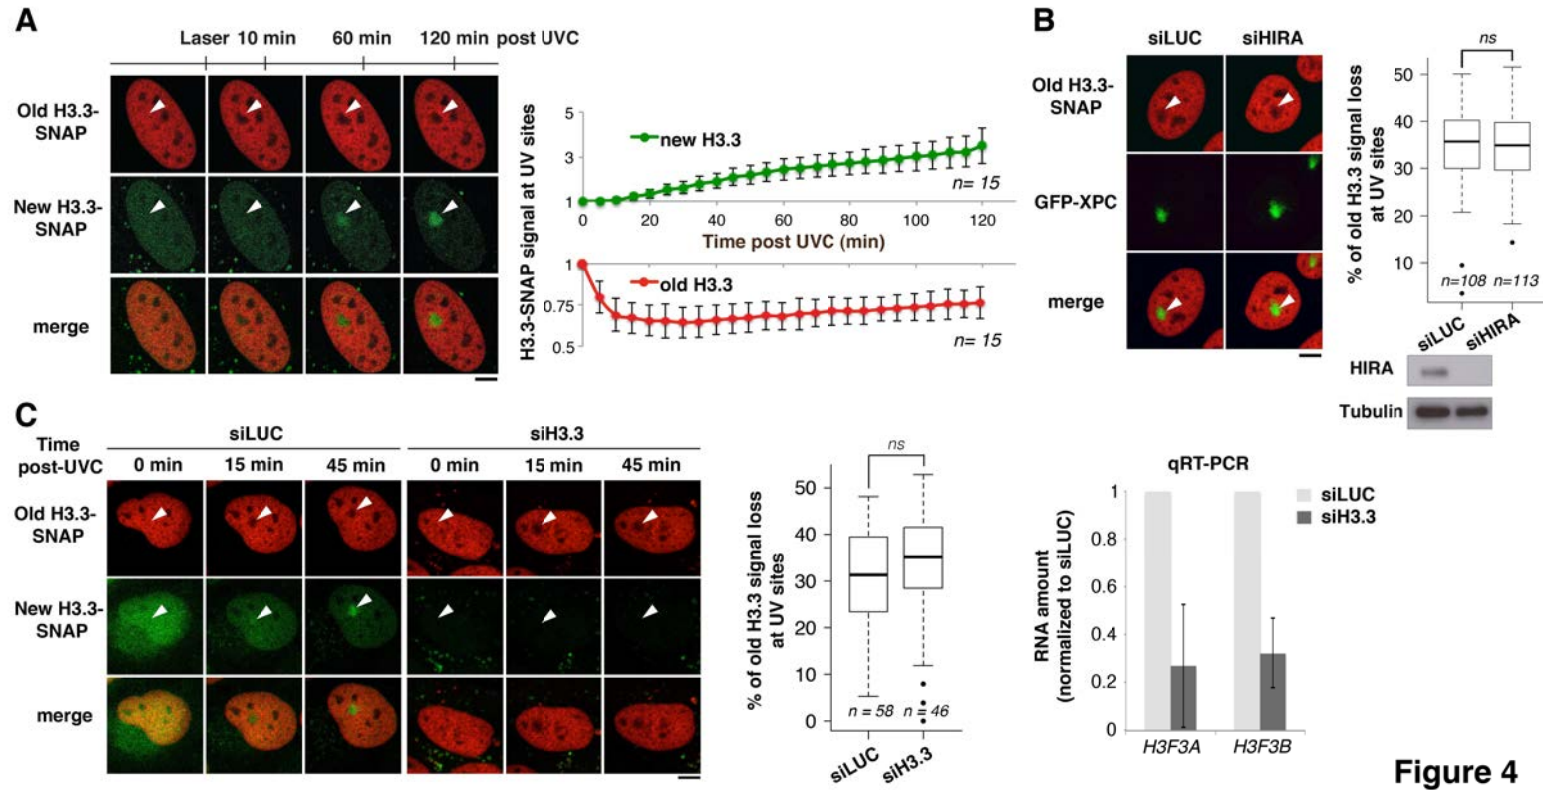 A
Laser 10 min 60 min 120 min post UVC
Old H3.3-
SNAP
New H3.3-
SNAP
merge
H3.3-SNAP signal at UV sites
5
3
1
new H3.3
n= 15
0 20 40 60 80 100 120
Time post UVC (min)
1
0.75
0.5
old H3.3
n= 15
B
siLUC siHIRA
Old H3.3-
SNAP
GFP-XPC
merge
% of old H3.3 signal loss
at UV sites
50
40
30
20
10
ns
n=108 n=113
siLUC siHIRA
HIRA
Tubulin
C
Time
post-UVC
siLUC siH3.3
0 min 15 min 45 min 0 min 15 min 45 min
Old H3.3-
SNAP
New H3.3-
SNAP
merge
% of old H3.3 signal loss
at UV sites
50
40
30
20
10
0
ns
n = 58 n = 46
siLUC siH3.3
qRT-PCR
siLUC
siH3.3
RNA amount
(normalized to siLUC)
1
0.8
0.6
0.4
0.2
0
H3F3A H3F3B
Figure 4